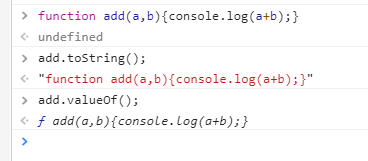 > function add(a,b){console.log(a+b);}
< undefined
> add.toString();
< "function add(a,b){console.log(a+b);}"
> add.valueOf();
< ƒ add(a,b){console.log(a+b);}
>